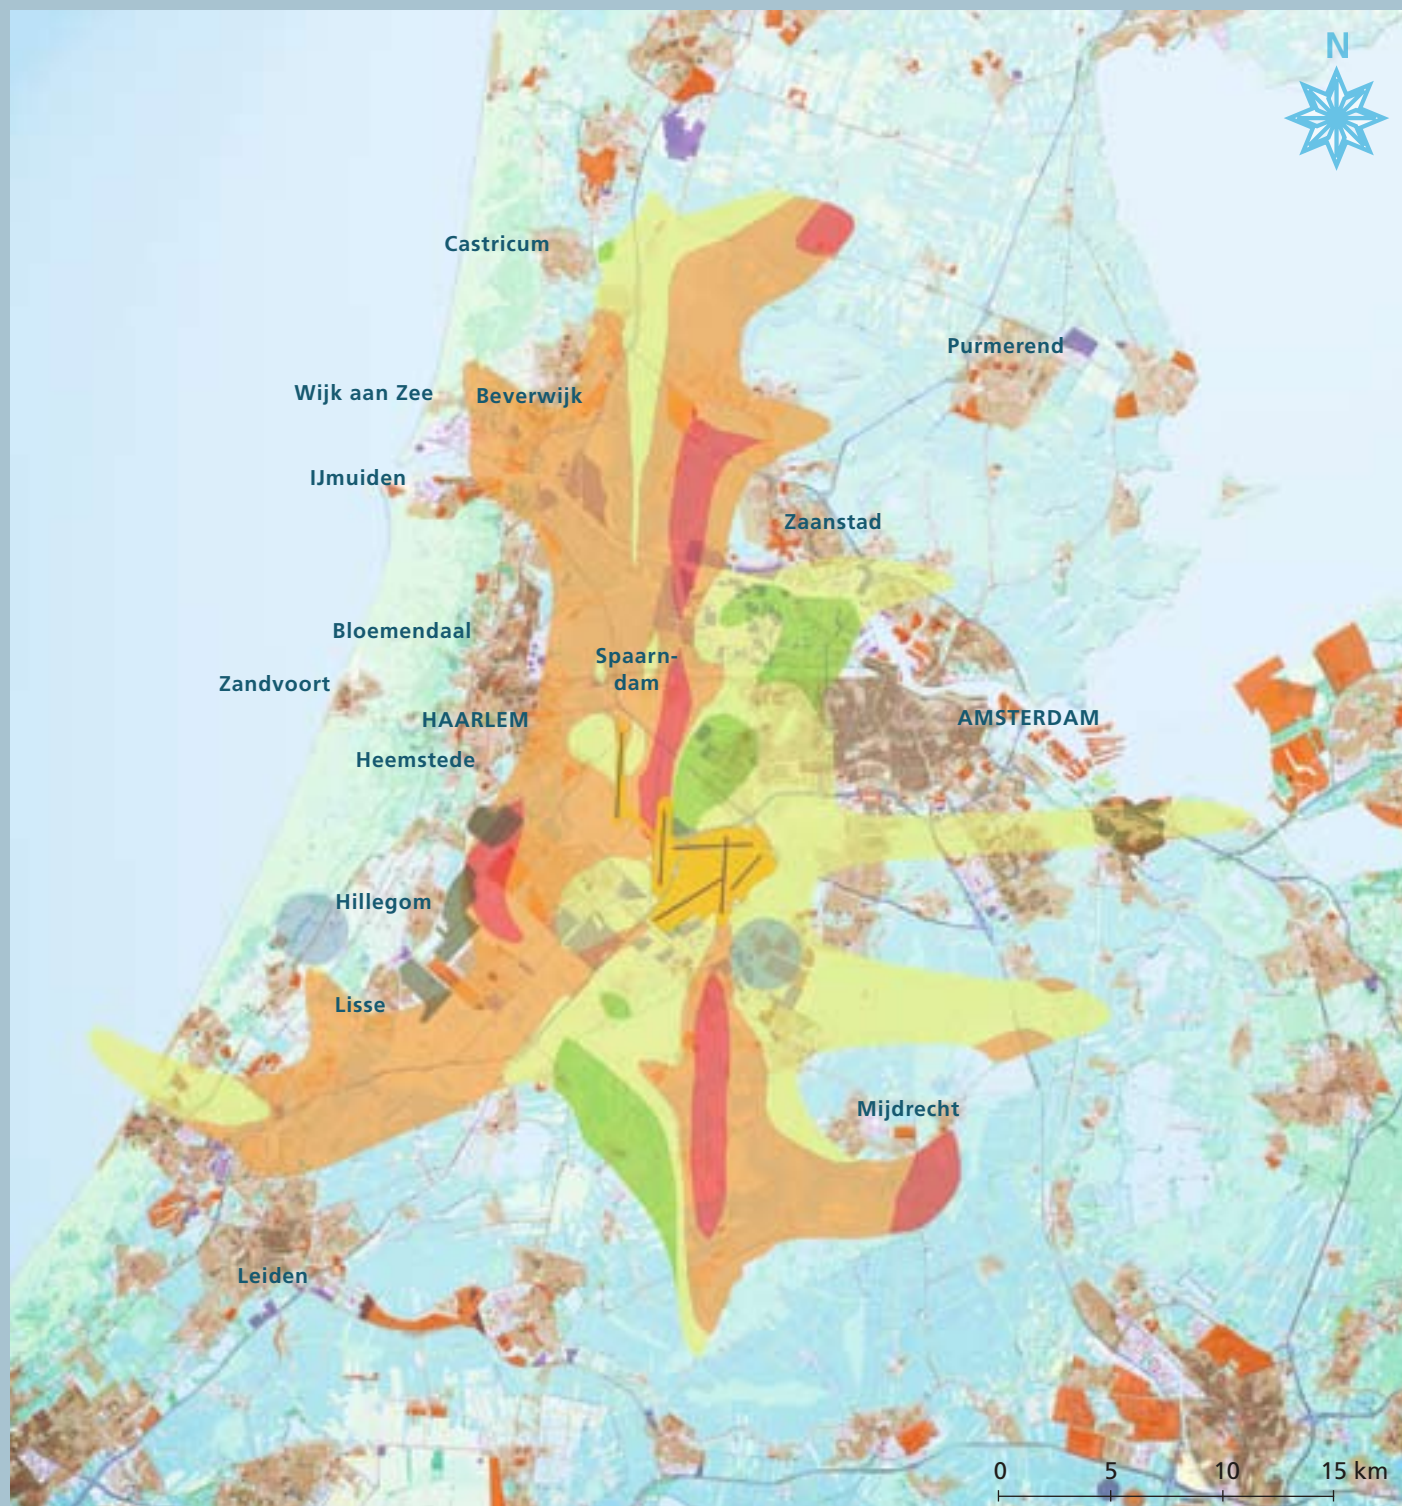 N
Castricum
Purmerend
Wijk aan Zee
Beverwijk
IJmuiden
Zaanstad
Bloemendaal
Spaarn-
dam
Zandvoort
HAARLEM
AMSTERDAM
Heemstede
Hillegom
Lisse
Mijdrecht
Leiden
0 5 10 15 km